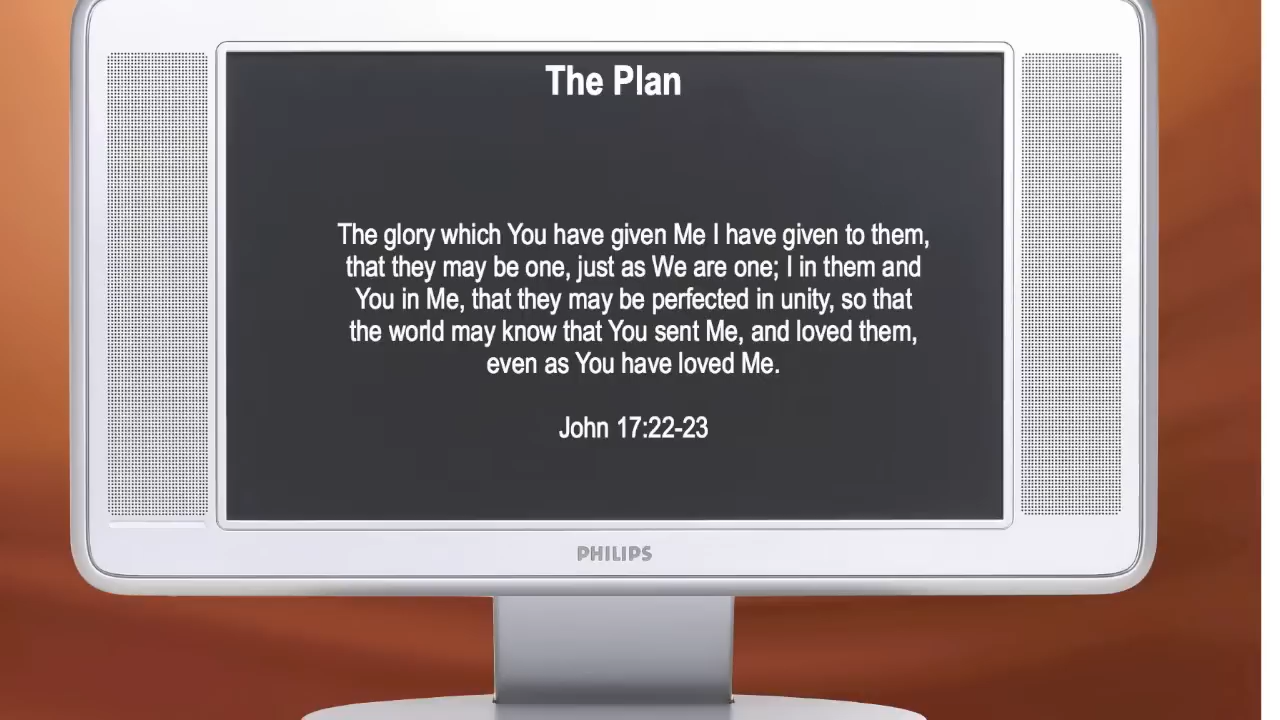 The Plan
The glory which You have given Me I have given to them,
that they may be one, just as We are one; I in them and
You in Me, that they may be perfected in unity, so that
the world may know that You sent Me, and loved them,
even as You have loved Me.
John 17:22-23
PHILIPS